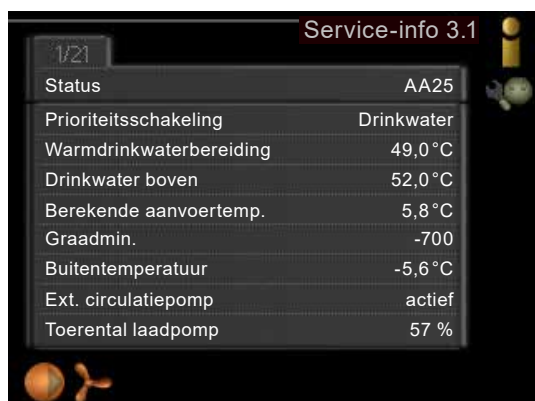 Service-info 3.1
1/21
Status AA25
Prioriteitsschakeling Drinkwater
Warmdrinkwaterbereiding 49,0°C
Drinkwater boven 52,0°C
Berekende aanvoertemp. 5,8°C
Graadmin. -700
Buitentemperatuur -5,6°C
Ext. circulatiepomp actief
Toerental laadpomp 57 %